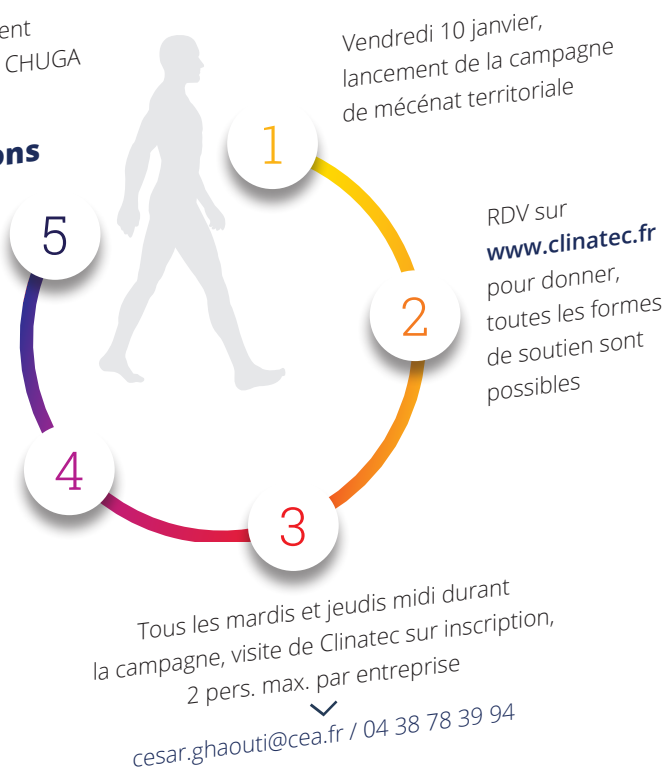 ent
CHUGA
ons
1
Vendredi 10 janvier,
lancement de la campagne
de mécénat territoriale
2
RDV sur
www.clinatec.fr
pour donner,
toutes les formes
de soutien sont
possibles
3
Tous les mardis et jeudis midi durant
la campagne, visite de Clinatec sur inscription,
2 pers. max. par entreprise
cesar.ghaouti@cea.fr / 04 38 78 39 94
4
5